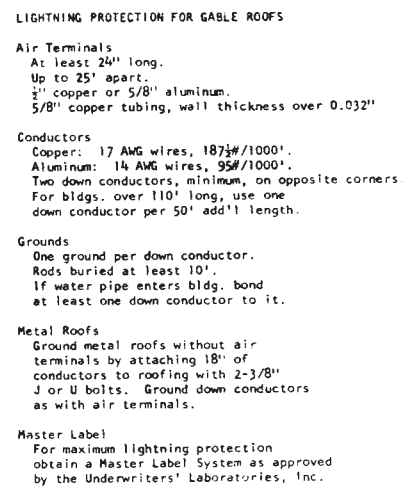 LIGHTNING PROTECTION FOR GABLE ROOFS
Air Terminals
At least 24" long.
Up to 25' apart.
½" copper or 5/8" aluminum.
5/8" copper tubing, wall thickness over 0.032"
Conductors
Copper: 17 AWG wires, 187½#/1000'.
Aluminum: 14 AWG wires, 95#/1000'.
Two down conductors, minimum, on opposite corners.
For bldgs. over 110' long, use one
down conductor per 50' add'l length.
Grounds
One ground per down conductor.
Rods buried at least 10'.
If water pipe enters bldg. bond
at least one down conductor to it.
Metal Roofs
Ground metal roofs without air
terminals by attaching 18" of
conductors to roofing with 2-3/8"
J or U bolts. Ground down conductors
as with air terminals.
Master Label
For maximum lightning protection
obtain a Master Label System as approved
by the Underwriters' Laboratories, Inc.